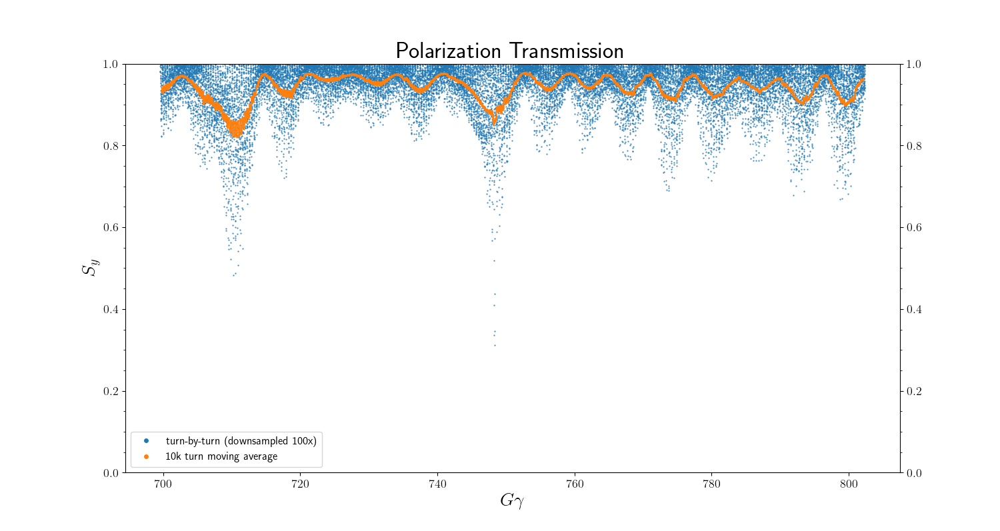 Polarization Transmission
1.0 1.0
0.8 0.8
0.6 0.6
S_y
0.4 0.4
0.2 0.2
turn-by-turn (downsampled 100x)
10k turn moving average
0.0 0.0
700 720 740 760 780 800
Gγ